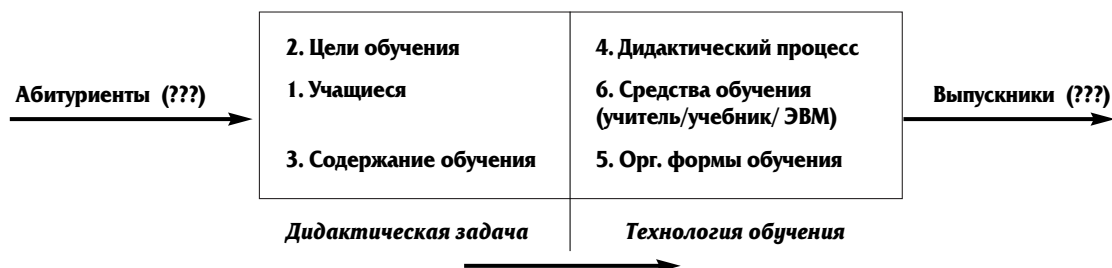 2. Цели обучения
4. Дидактический процесс
Абитуриенты (???)
1. Учащиеся
6. Средства обучения
(учитель/учебник/ ЭВМ)
Выпускники (???)
3. Содержание обучения
5. Орг. формы обучения
Дидактическая задача
Технология обучения